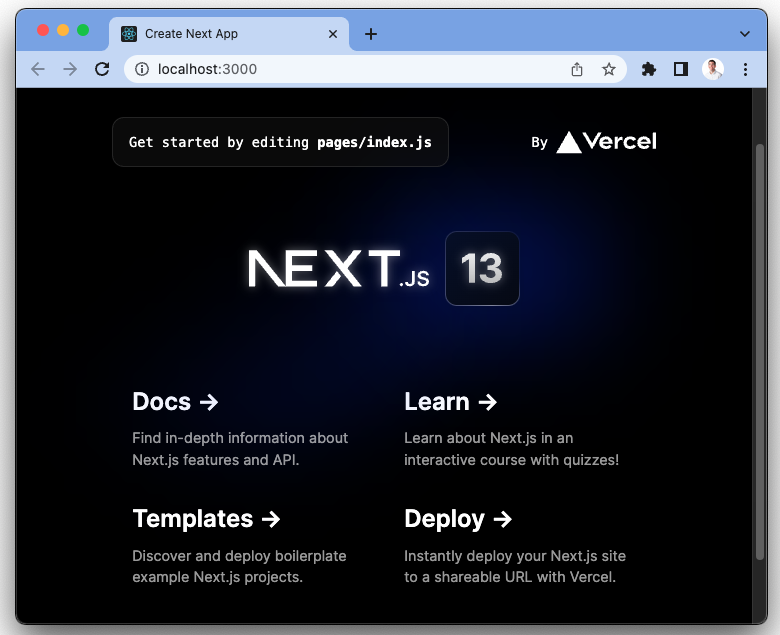 Create Next App
localhost:3000
Get started by editing pages/index.js
By Vercel
NEXT.JS 13
Docs →
Learn →
Find in-depth information about
Next.js features and API.
Learn about Next.js in an
interactive course with quizzes!
Templates →
Deploy →
Discover and deploy boilerplate
example Next.js projects.
Instantly deploy your Next.js site
to a shareable URL with Vercel.